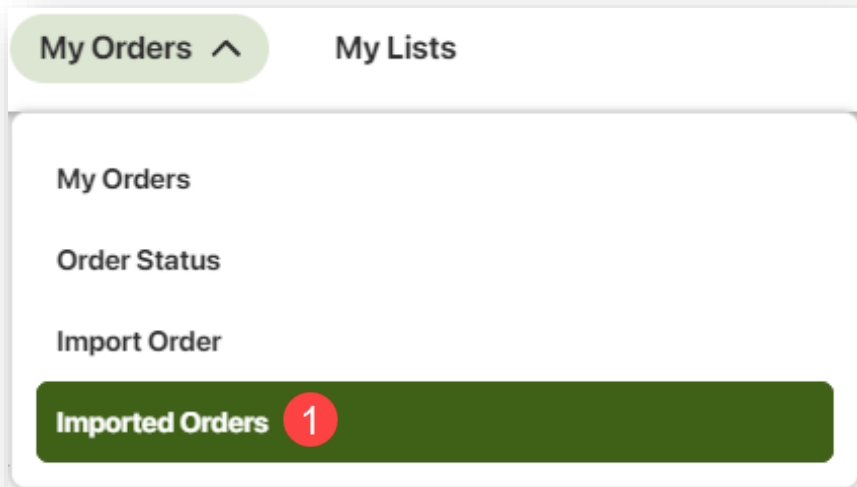 My Orders My Lists
My Orders
Order Status
Import Order
Imported Orders 1